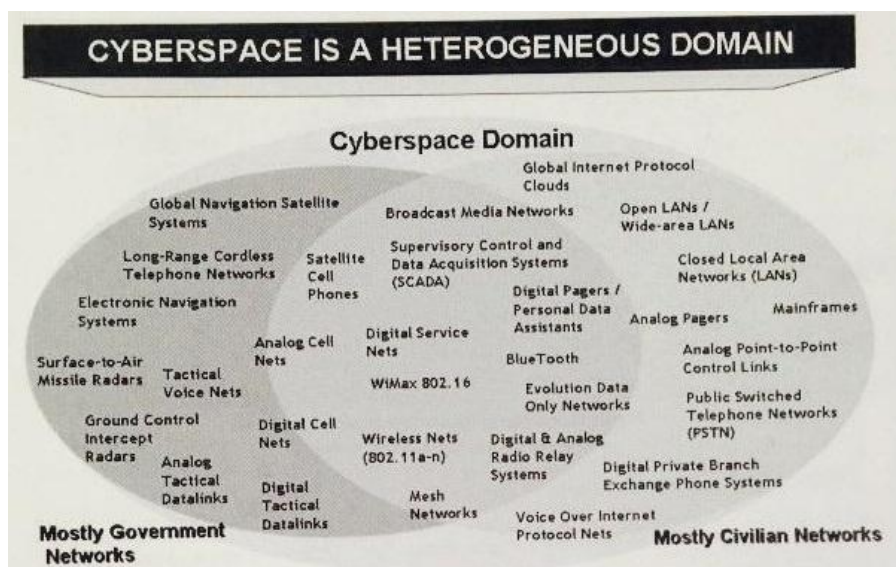 CYBERSPACE IS A HETEROGENEOUS DOMAIN
Cyberspace Domain
Global Internet Protocol
Clouds
Global Navigation Satellite
Systems
Broadcast Media Networks
Open LANs /
Wide-area LANs
Long-Range Cordless
Telephone Networks
Satellite
Cell
Phones
Supervisory Control and
Data Acquisition Systems
(SCADA)
Closed Local Area
Networks (LANs)
Electronic Navigation
Systems
Digital Pagers /
Personal Data
Assistants
Analog Pagers
Mainframes
Analog Cell
Nets
Digital Service
Nets
Surface-to-Air
Missile Radars
Tactical
Voice Nets
BlueTooth
Analog Point-to-Point
Control Links
WiMax 802.16
Evolution Data
Only Networks
Public Switched
Telephone Networks
(PSTN)
Ground Control
Intercept
Radars
Digital Cell
Nets
Wireless Nets
(802.11a-n)
Digital & Analog
Radio Relay
Systems
Analog
Tactical
Datalinks
Digital Private Branch
Exchange Phone Systems
Digital
Tactical
Datalinks
Mesh
Networks
Voice Over Internet
Protocol Nets
Mostly Government
Networks
Mostly Civilian Networks